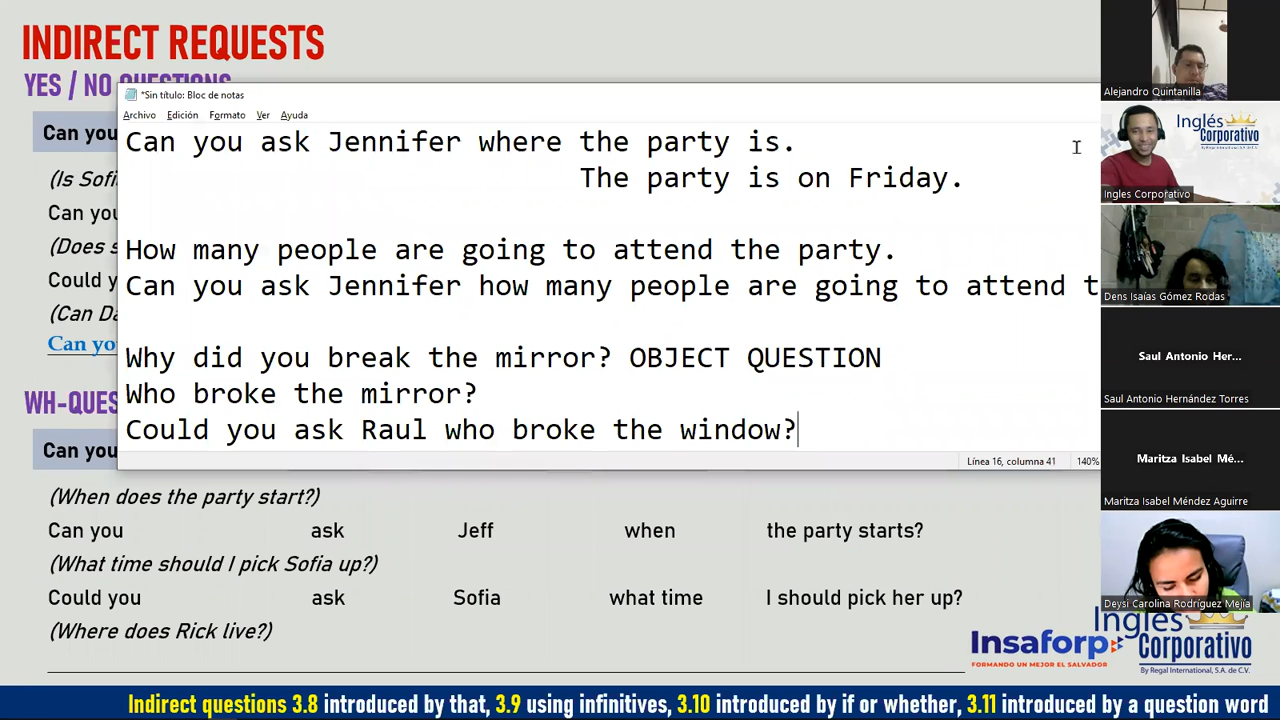 INDIRECT REQUESTS
YES / NO QUESTIONS
Can you
*Sin título: Bloc de notas
Archivo Edición Formato Ver Ayuda
Can you ask Jennifer where the party is.
The party is on Friday.
How many people are going to attend the party.
Can you ask Jennifer how many people are going to attend t
Why did you break the mirror? OBJECT QUESTION
Who broke the mirror?
Could you ask Raul who broke the window?
Línea 16, columna 41 140%
(Is Sofi
Can you
(Does s
Could y
(Can Da
Can yo
WH-QUES
Can you
(When does the party start?)
Can you ask Jeff when the party starts?
(What time should I pick Sofia up?)
Could you ask Sofia what time I should pick her up?
(Where does Rick live?)
Insaforp
FORMANDO UN MEJOR EL SALVADOR
Inglés
Corporativo
By Regal International, S.A. de C.V.
Indirect questions 3.8 introduced by that, 3.9 using infinitives, 3.10 introduced by if or whether, 3.11 introduced by a question word
Alejandro Quintanilla
Inglés
Corporativo
By Regal International, S.A. de C.V.
Ingles Corporativo
Dens Isaías Gómez Rodas
Saul Antonio Her...
Saul Antonio Hernández Torres
Maritza Isabel Mé...
Maritza Isabel Méndez Aguirre
Deysi Carolina Rodríguez Mejía